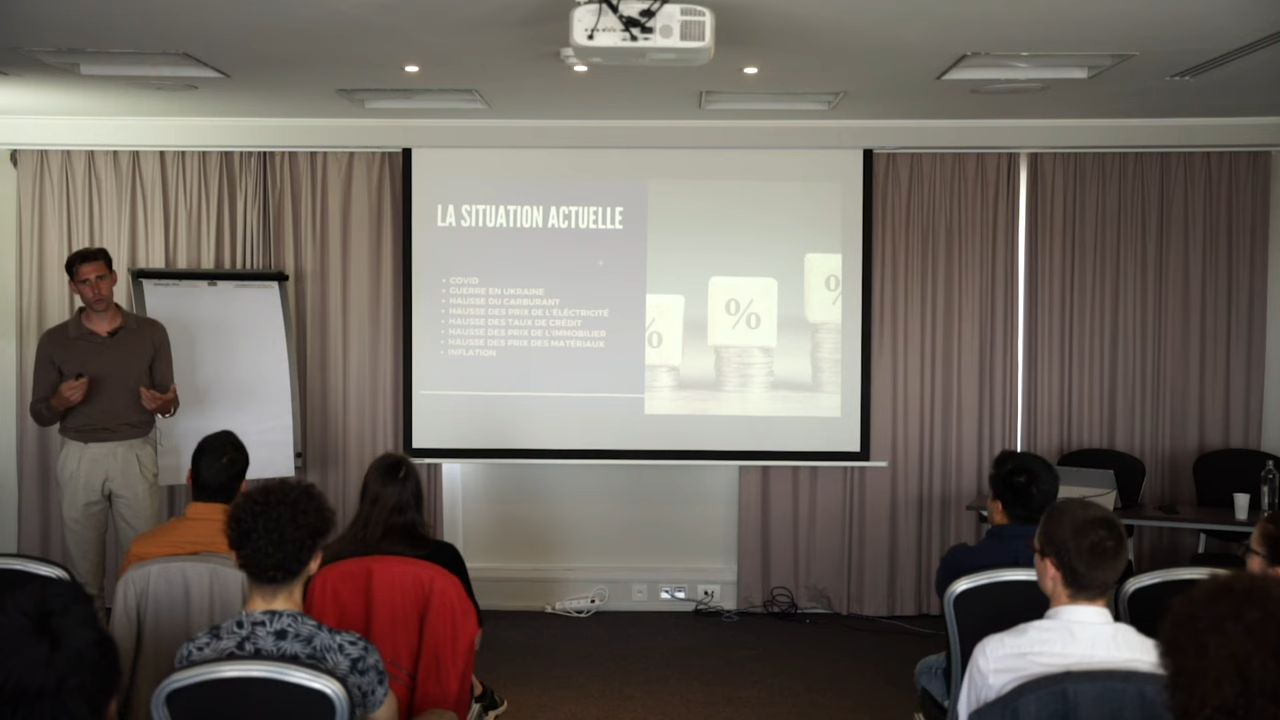 LA SITUATION ACTUELLE
• COVID
• GUERRE EN UKRAINE
• HAUSSE DU CARBURANT
• HAUSSE DES PRIX DE L'ÉLÉCTRICITÉ
• HAUSSE DES TAUX DE CRÉDIT
• HAUSSE DES PRIX DE L'IMMOBILIER
• HAUSSE DES PRIX DES MATÉRIAUX
• INFLATION
% % %